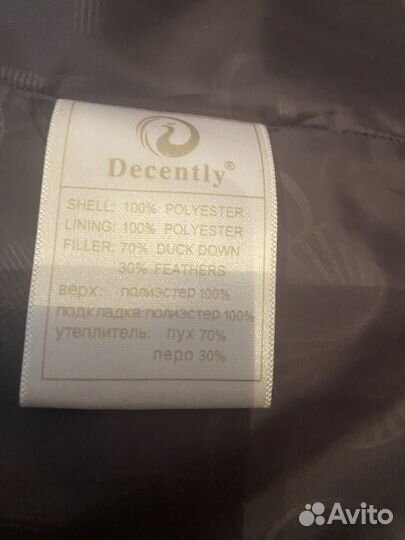 Decently®
SHELL: 100% POLYESTER
LINING: 100% POLYESTER
FILLER: 70% DUCK DOWN
30% FEATHERS
верх: полиэстер 100%
подкладка полиэстер 100%
утеплитель: пух 70%
перо 30%
Avito